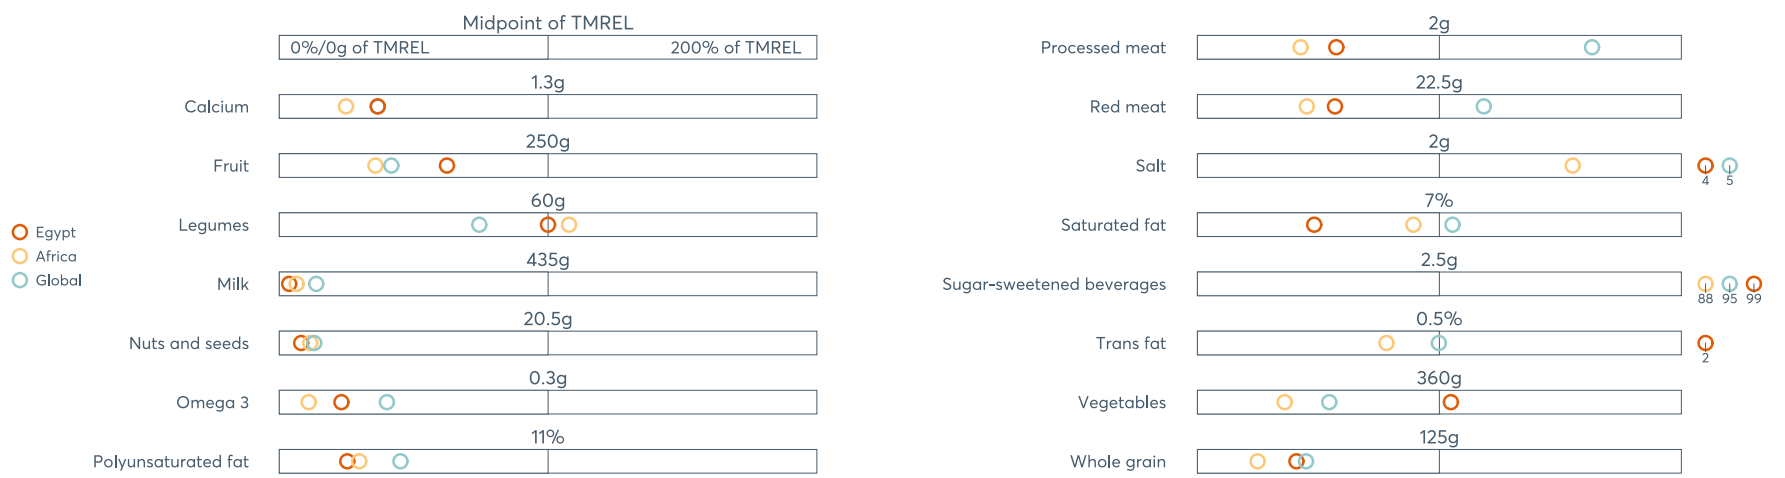 Midpoint of TMREL
0%/0g of TMREL 200% of TMREL
1.3g
Calcium
250g
Fruit
60g
Legumes
435g
Milk
20.5g
Nuts and seeds
0.3g
Omega 3
11%
Polyunsaturated fat
Egypt
Africa
Global
2g
Processed meat
22.5g
Red meat
2g
Salt
4 5
7%
Saturated fat
2.5g
Sugar-sweetened beverages
88 95 99
0.5%
Trans fat
2
360g
Vegetables
125g
Whole grain